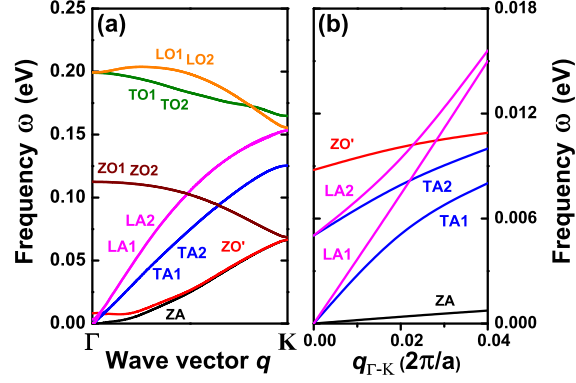 (a)
0.25
0.20
0.15
0.10
0.05
0.00
Frequency ω (eV)
LO1 LO2
TO1 TO2
ZO1 ZO2
LA2
LA1
TA2
TA1
ZO'
ZA
Γ
K
Wave vector q
(b)
ZO'
LA2
TA2
LA1
TA1
ZA
0.00
0.02
0.04
qΓ-K (2π/a)
0.018
0.012
0.006
0.000
Frequency ω (eV)